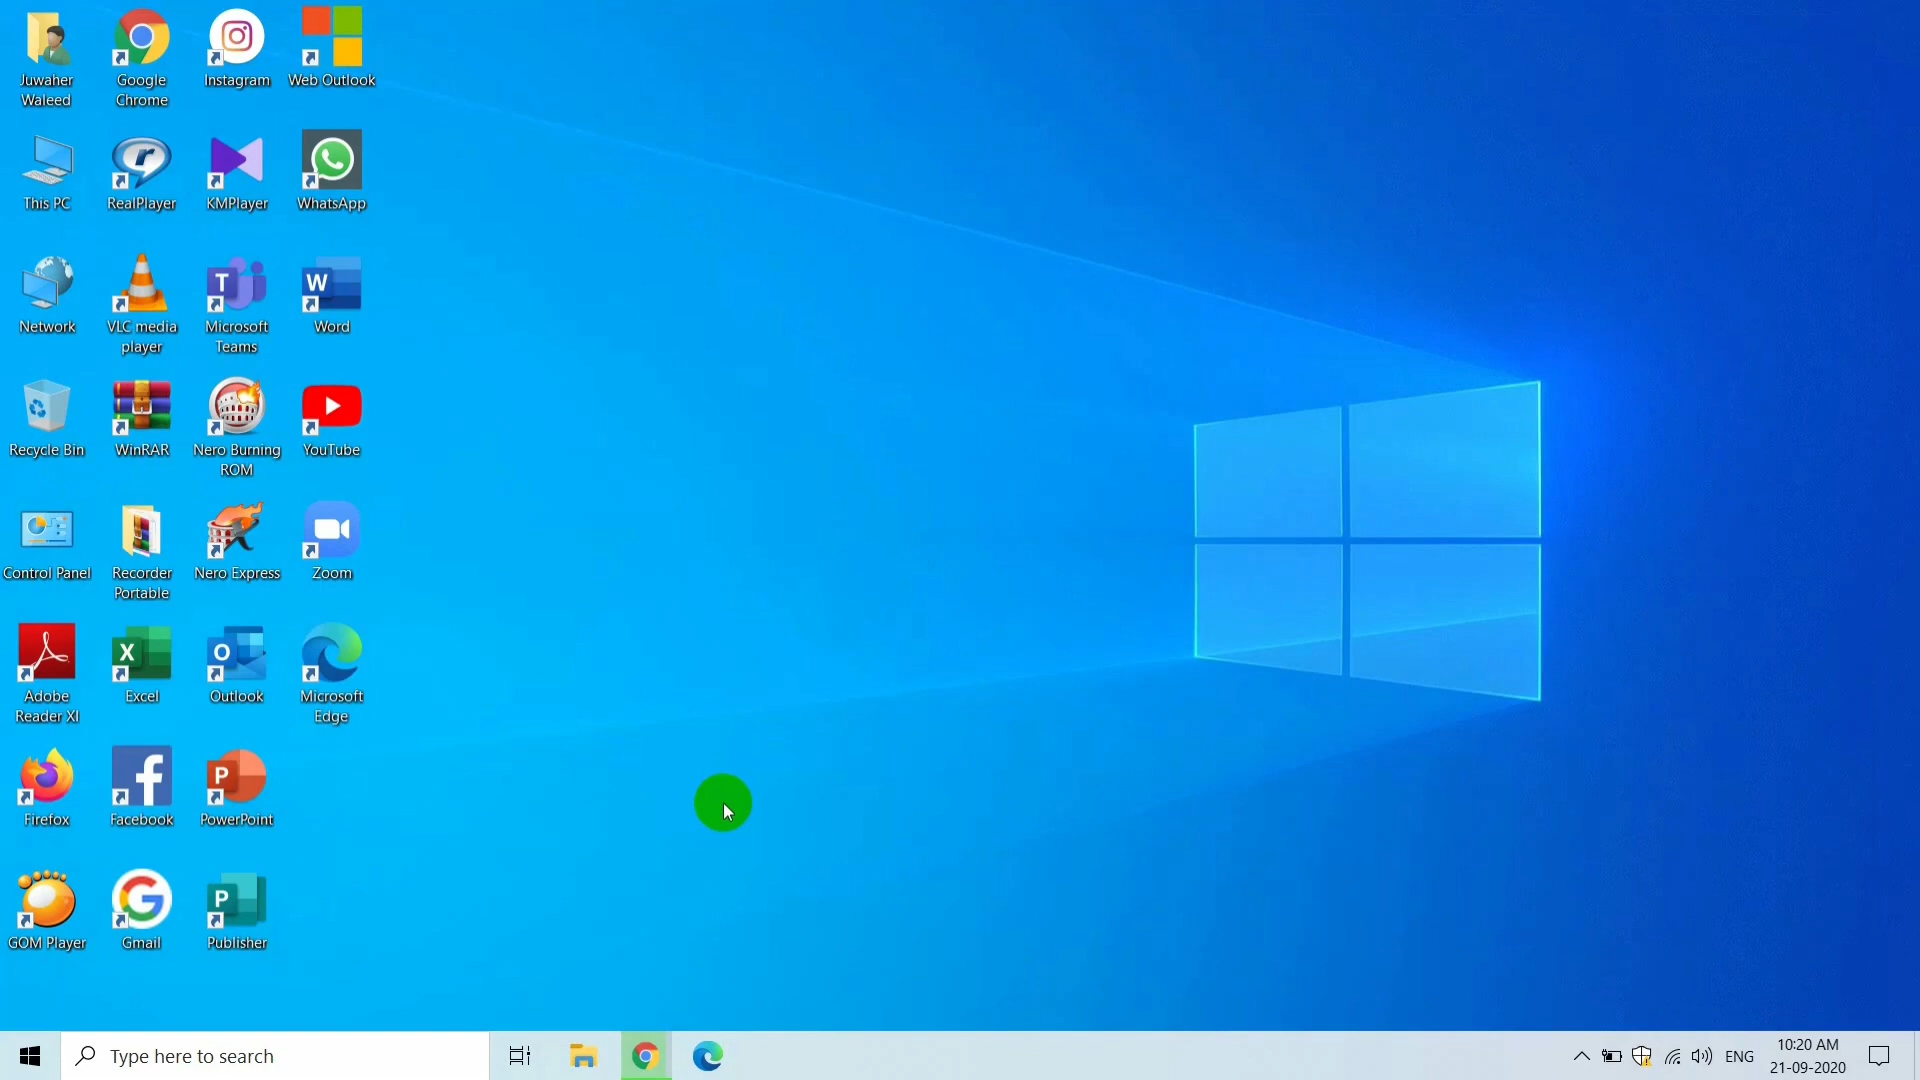 Juwaher
Waleed
Google
Chrome
Instagram
Web Outlook
This PC
RealPlayer
KMPlayer
WhatsApp
Network
VLC media
player
Microsoft
Teams
Word
Recycle Bin
WinRAR
Nero Burning
ROM
YouTube
Control Panel
Recorder
Portable
Nero Express
Zoom
Adobe
Reader XI
Excel
Outlook
Microsoft
Edge
Firefox
Facebook
PowerPoint
GOM Player
Gmail
Publisher
Type here to search
ENG
10:20 AM
21-09-2020